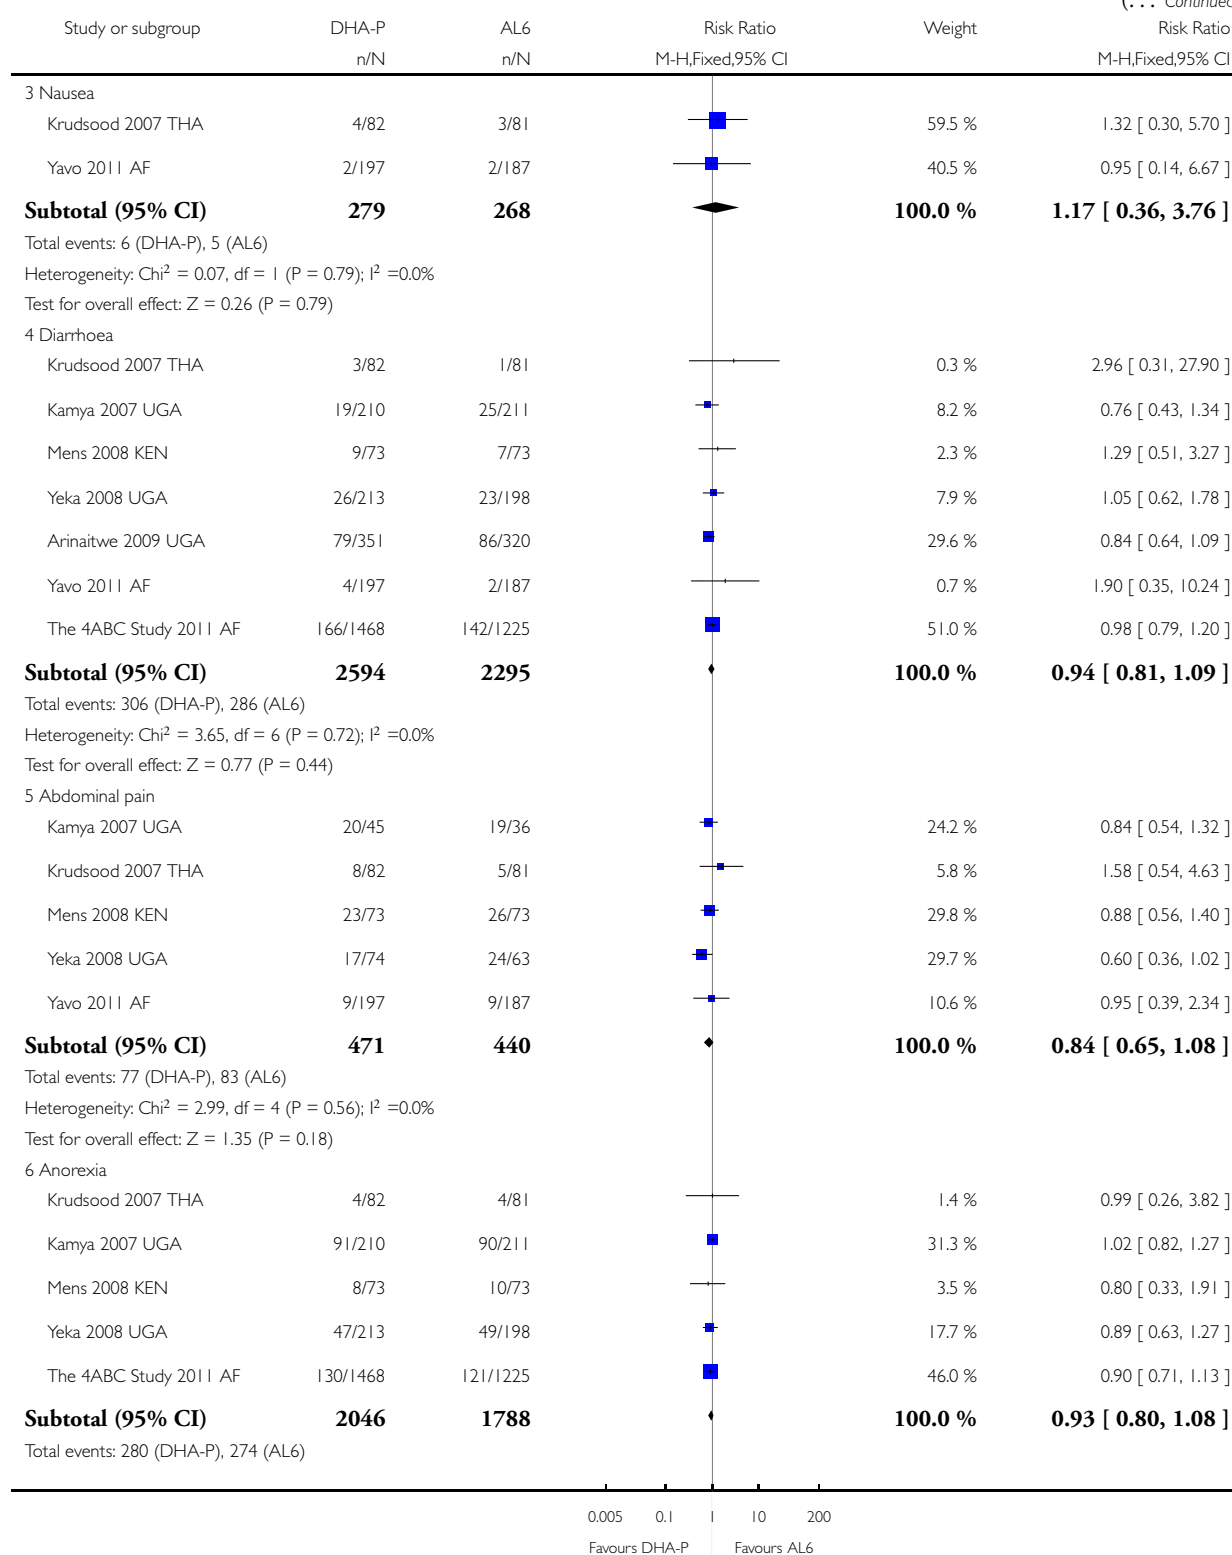 (... Continued
Study or subgroup DHA-P AL6 Risk Ratio Weight Risk Ratio
n/N n/N M-H,Fixed,95% CI M-H,Fixed,95% CI
3 Nausea
Krudsood 2007 THA 4/82 3/81 59.5 % 1.32 [ 0.30, 5.70 ]
Yavo 2011 AF 2/197 2/187 40.5 % 0.95 [ 0.14, 6.67 ]
Subtotal (95% CI) 279 268 100.0 % 1.17 [ 0.36, 3.76 ]
Total events: 6 (DHA-P), 5 (AL6)
Heterogeneity: Chi² = 0.07, df = 1 (P = 0.79); I² =0.0%
Test for overall effect: Z = 0.26 (P = 0.79)
4 Diarrhoea
Krudsood 2007 THA 3/82 1/81 0.3 % 2.96 [ 0.31, 27.90 ]
Kamya 2007 UGA 19/210 25/211 8.2 % 0.76 [ 0.43, 1.34 ]
Mens 2008 KEN 9/73 7/73 2.3 % 1.29 [ 0.51, 3.27 ]
Yeka 2008 UGA 26/213 23/198 7.9 % 1.05 [ 0.62, 1.78 ]
Arinaitwe 2009 UGA 79/351 86/320 29.6 % 0.84 [ 0.64, 1.09 ]
Yavo 2011 AF 4/197 2/187 0.7 % 1.90 [ 0.35, 10.24 ]
The 4ABC Study 2011 AF 166/1468 142/1225 51.0 % 0.98 [ 0.79, 1.20 ]
Subtotal (95% CI) 2594 2295 100.0 % 0.94 [ 0.81, 1.09 ]
Total events: 306 (DHA-P), 286 (AL6)
Heterogeneity: Chi² = 3.65, df = 6 (P = 0.72); I² =0.0%
Test for overall effect: Z = 0.77 (P = 0.44)
5 Abdominal pain
Kamya 2007 UGA 20/45 19/36 24.2 % 0.84 [ 0.54, 1.32 ]
Krudsood 2007 THA 8/82 5/81 5.8 % 1.58 [ 0.54, 4.63 ]
Mens 2008 KEN 23/73 26/73 29.8 % 0.88 [ 0.56, 1.40 ]
Yeka 2008 UGA 17/74 24/63 29.7 % 0.60 [ 0.36, 1.02 ]
Yavo 2011 AF 9/197 9/187 10.6 % 0.95 [ 0.39, 2.34 ]
Subtotal (95% CI) 471 440 100.0 % 0.84 [ 0.65, 1.08 ]
Total events: 77 (DHA-P), 83 (AL6)
Heterogeneity: Chi² = 2.99, df = 4 (P = 0.56); I² =0.0%
Test for overall effect: Z = 1.35 (P = 0.18)
6 Anorexia
Krudsood 2007 THA 4/82 4/81 1.4 % 0.99 [ 0.26, 3.82 ]
Kamya 2007 UGA 91/210 90/211 31.3 % 1.02 [ 0.82, 1.27 ]
Mens 2008 KEN 8/73 10/73 3.5 % 0.80 [ 0.33, 1.91 ]
Yeka 2008 UGA 47/213 49/198 17.7 % 0.89 [ 0.63, 1.27 ]
The 4ABC Study 2011 AF 130/1468 121/1225 46.0 % 0.90 [ 0.71, 1.13 ]
Subtotal (95% CI) 2046 1788 100.0 % 0.93 [ 0.80, 1.08 ]
Total events: 280 (DHA-P), 274 (AL6)
0.005 0.1 1 10 200
Favours DHA-P Favours AL6